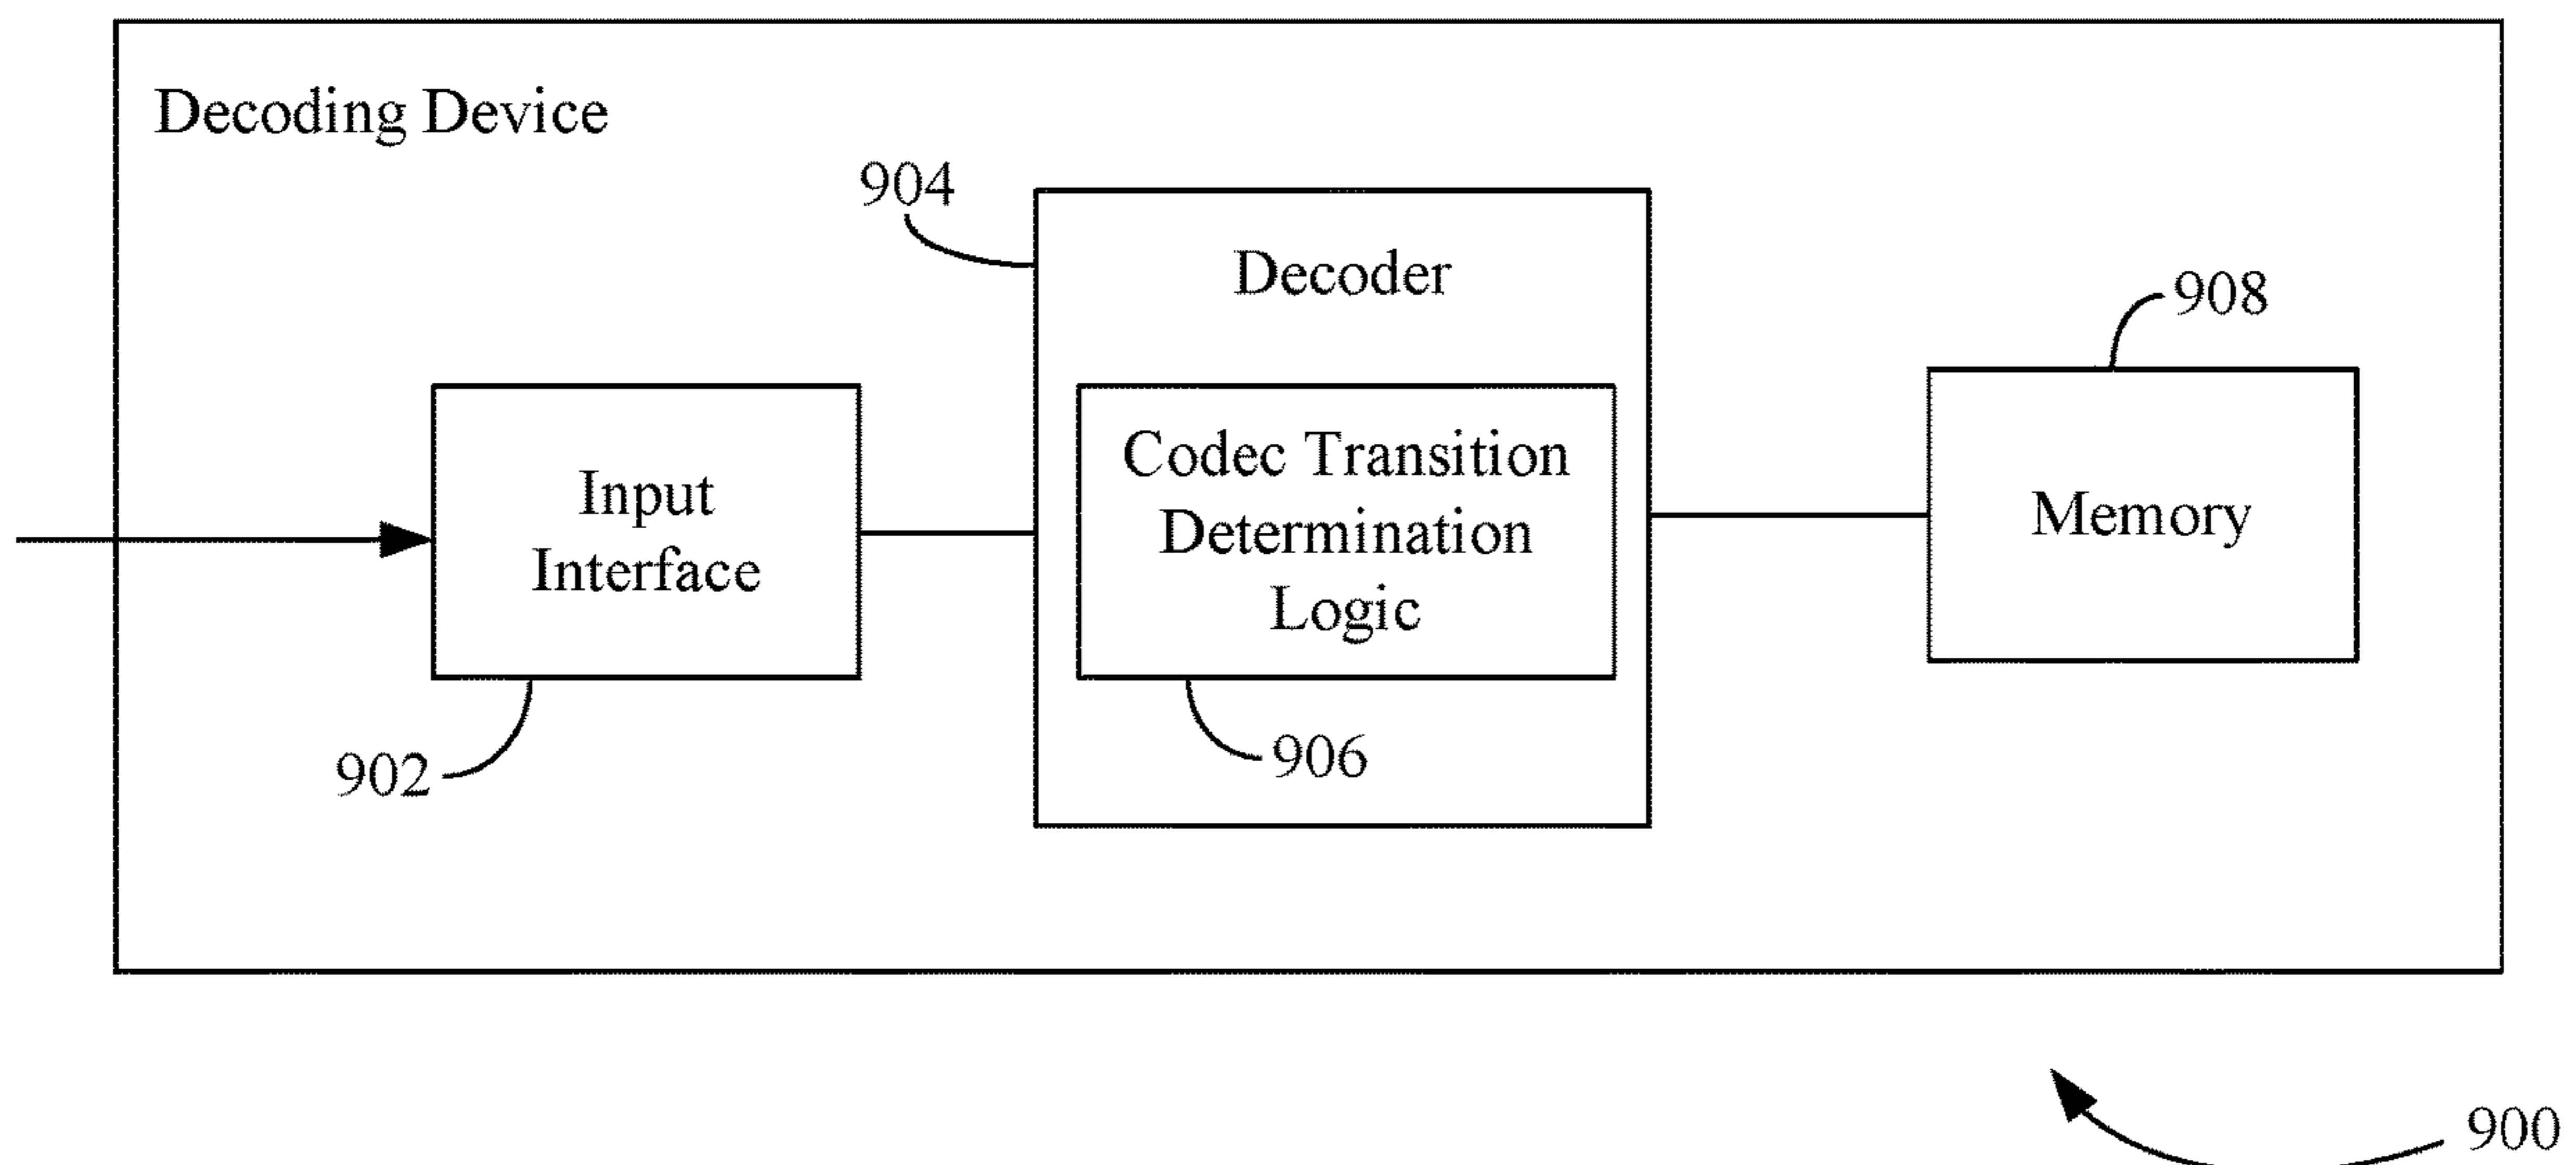 Decoding Device
904
Decoder
908
Input
Interface
Codec Transition
Determination
Logic
Memory
902
906
900